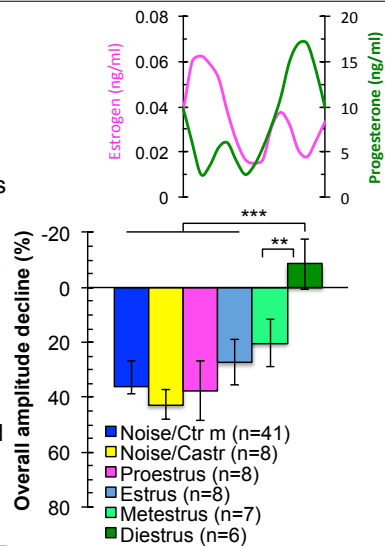 0.08
0.06
0.04
0.02
0
Estrogen (ng/ml)
20
15
10
5
0
Progesterone (ng/ml)
s
***
**
-20
0
20
40
60
80
Overall amplitude decline (%)
Noise/Ctr m (n=41)
Noise/Castr (n=8)
Proestrus (n=8)
Estrus (n=8)
Metestrus (n=7)
Diestrus (n=6)